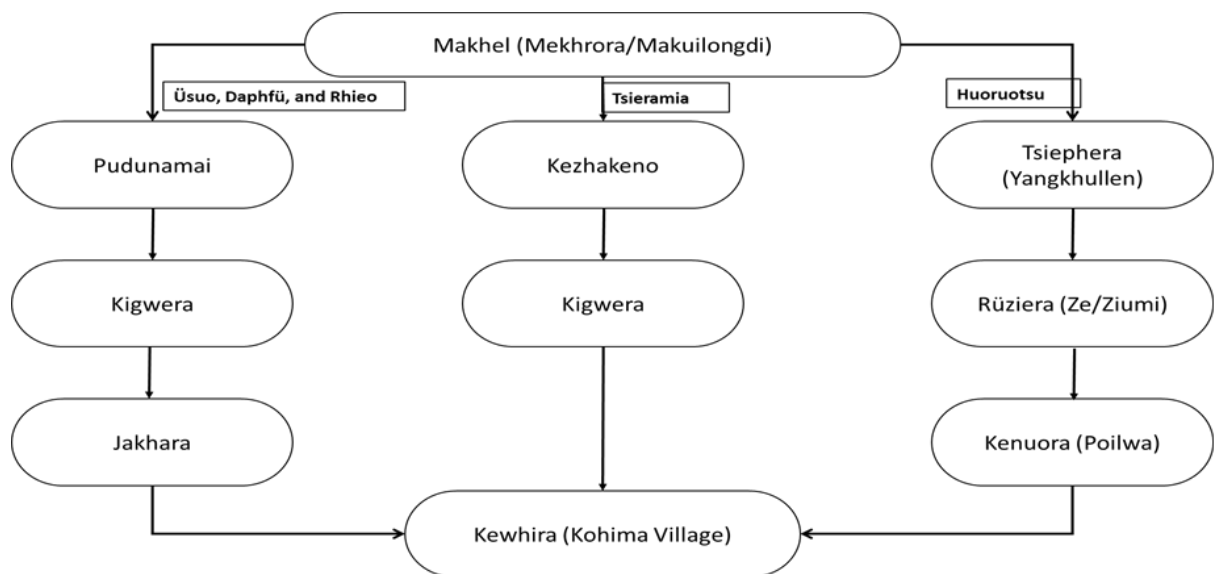 Makhel (Mekhrora/Makuilongdi)
Üsuo, Daphfü, and Rhieo
Tsieramia
Huoruotsu
Pudunamai
Kezhakeno
Tsiephera
(Yangkhullen)
Kigwera
Kigwera
Rüziera (Ze/Ziumi)
Jakhara
Kenuora (Poilwa)
Kewhira (Kohima Village)